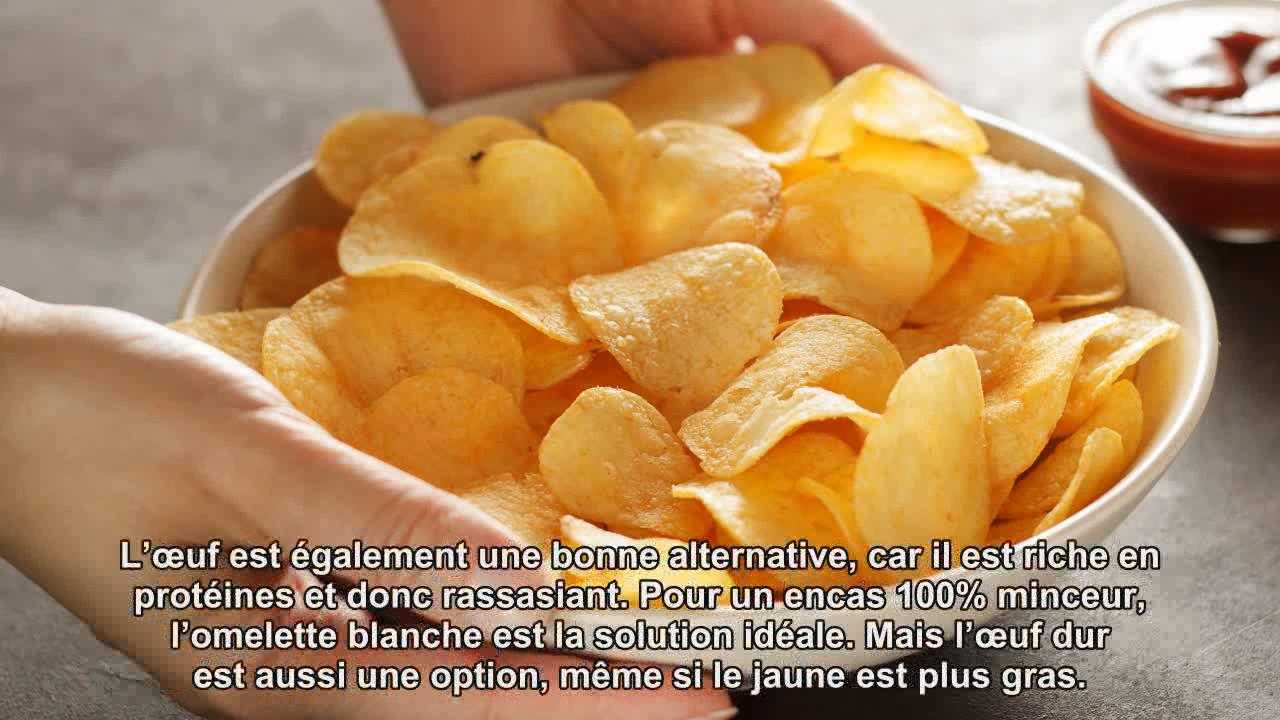 L’œuf est également une bonne alternative, car il est riche en
protéines et donc rassasiant. Pour un encas 100% minceur,
l’omelette blanche est la solution idéale. Mais l’œuf dur
est aussi une option, même si le jaune est plus gras.